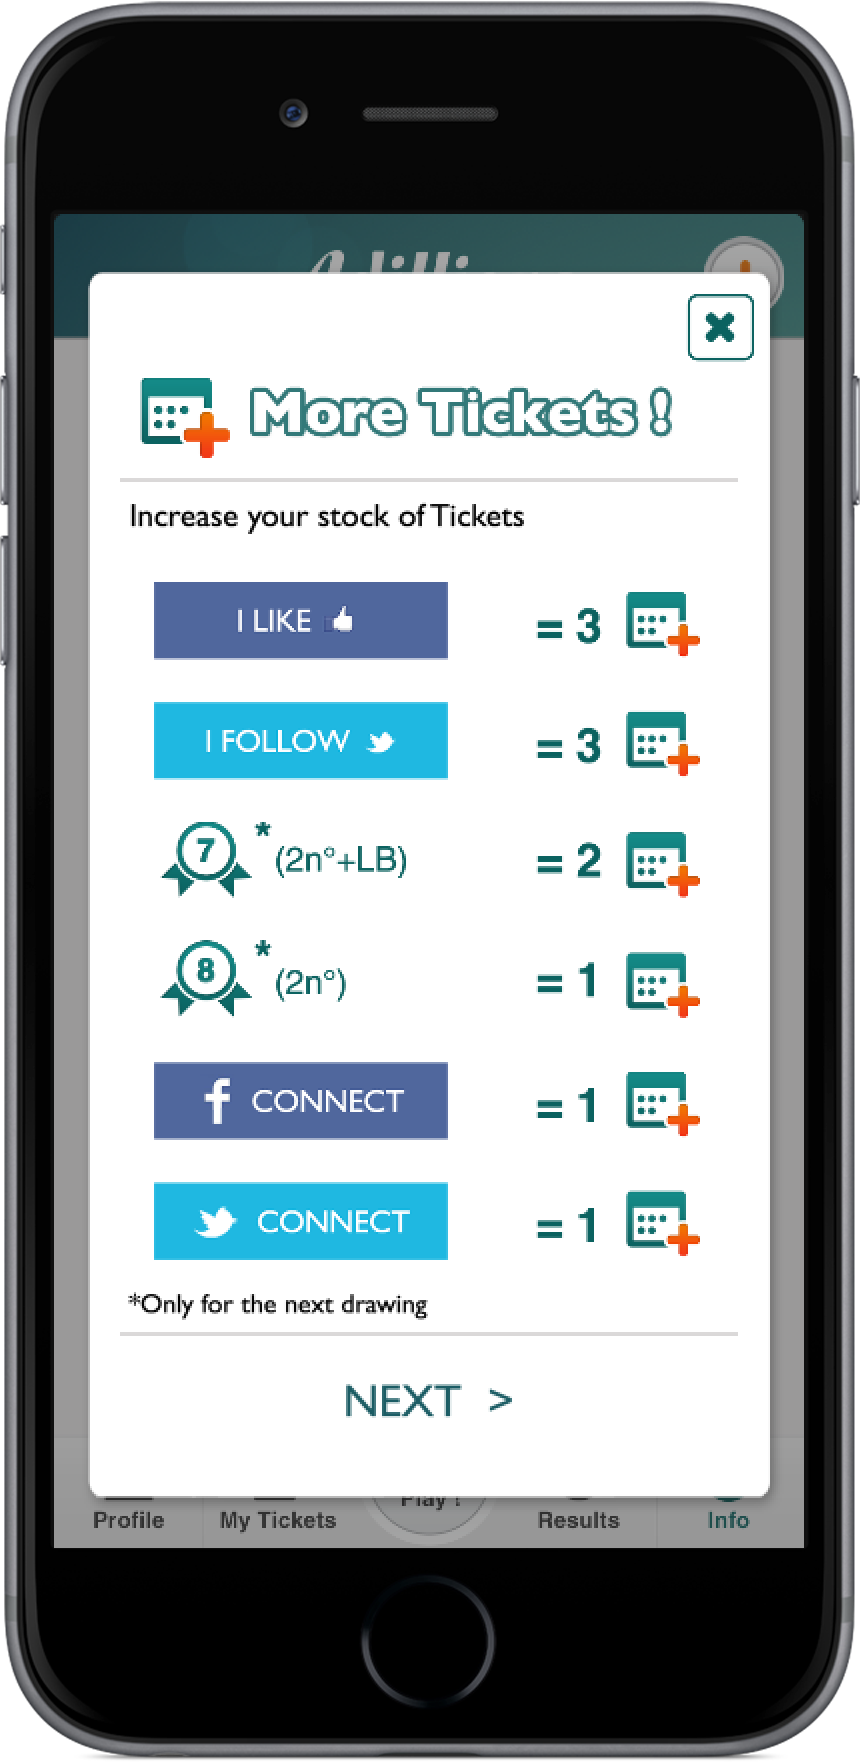 More Tickets !
Increase your stock of Tickets
I LIKE = 3
I FOLLOW = 3
7 * (2n°+LB) = 2
8 * (2n°) = 1
f CONNECT = 1
CONNECT = 1
*Only for the next drawing
NEXT >
Play !
Profile My Tickets Results Info